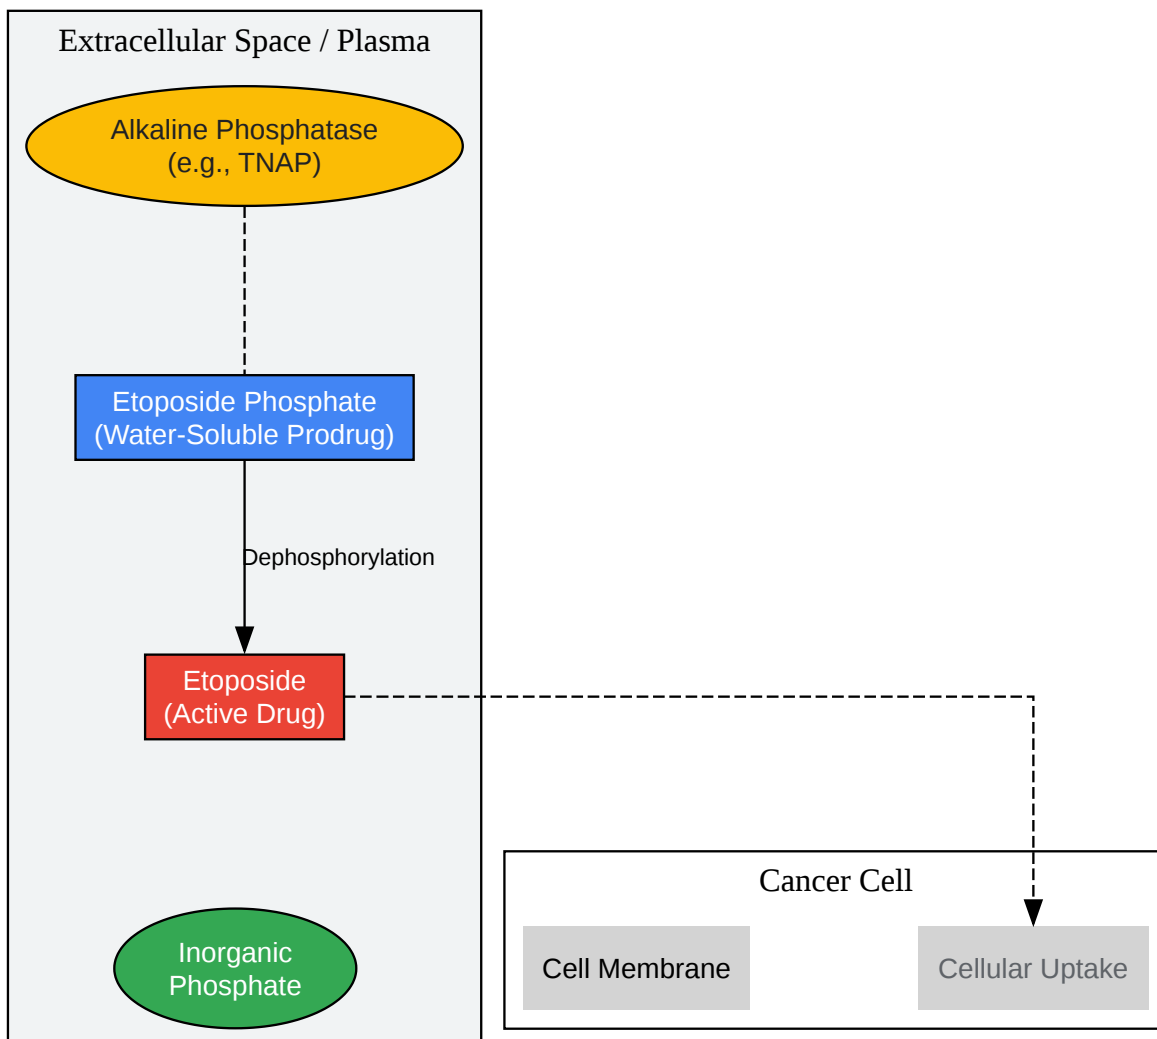 Extracellular Space / Plasma
Alkaline Phosphatase
(e.g., TNAP)
Etoposide Phosphate
(Water-Soluble Prodrug)
Dephosphorylation
Etoposide
(Active Drug)
Cancer Cell
Inorganic
Phosphate
Cell Membrane
Cellular Uptake